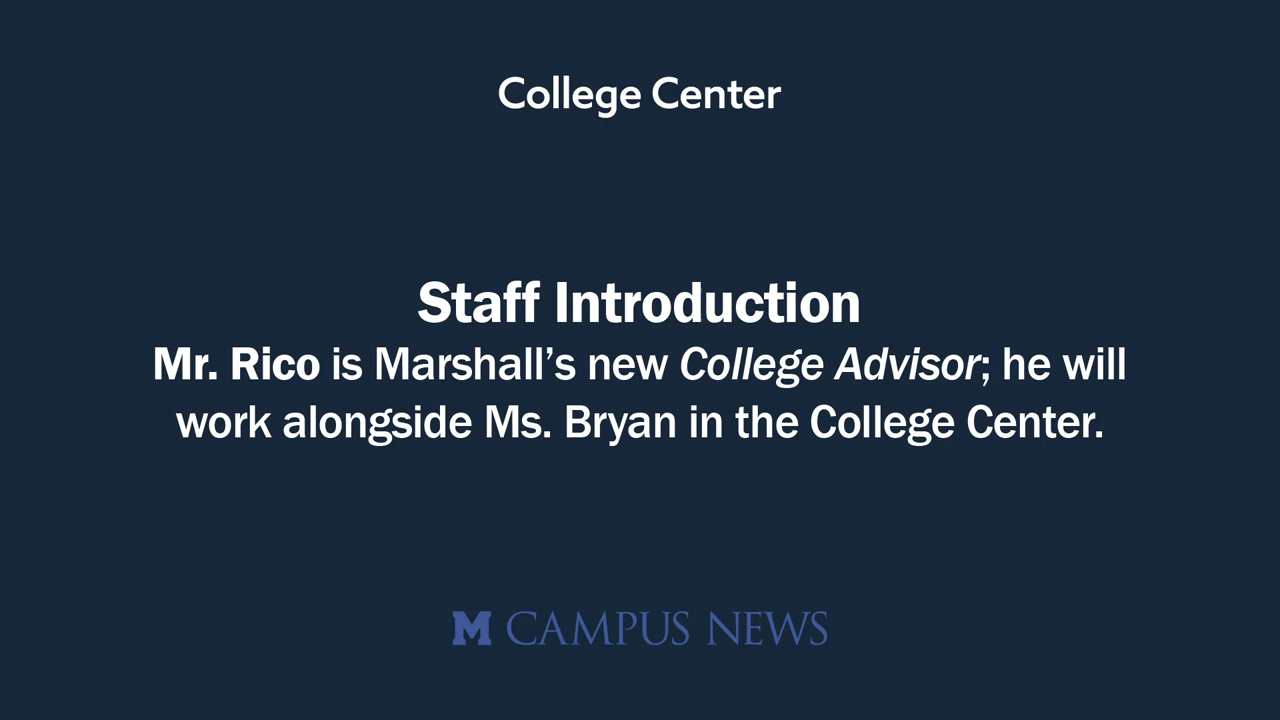 College Center
Staff Introduction
Mr. Rico is Marshall’s new College Advisor; he will
work alongside Ms. Bryan in the College Center.
M CAMPUS NEWS